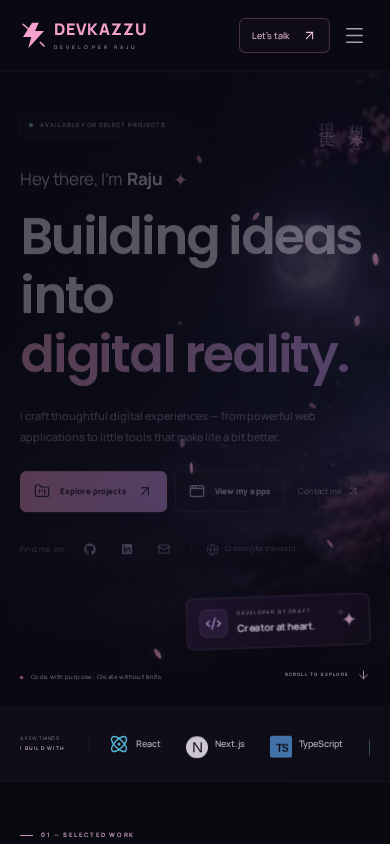 DEVKAZZU
DEVELOPER RAJU
Let's talk
AVAILABLE FOR SELECT PROJECTS
Hey there, I'm Raju
Building ideas
into
digital reality.
I craft thoughtful digital experiences — from powerful web
applications to little tools that make life a bit better.
Explore projects
View my apps
Contact me
Find me on
Creating for the world
DEVELOPER BY CRAFT
</>
Creator at heart.
Code with purpose. Create without limits.
SCROLL TO EXPLORE
A FEW THINGS
I BUILD WITH
React
N
Next.js
TS
TypeScript
01 — SELECTED WORK